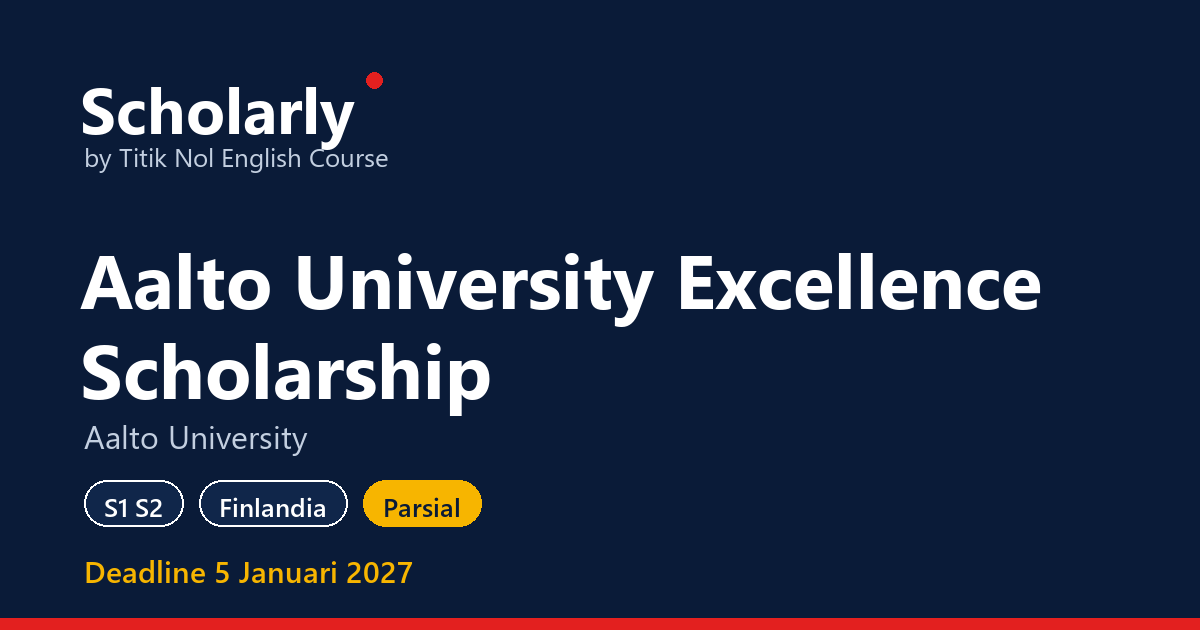 Scholarly
by Titik Nol English Course
Aalto University Excellence
Scholarship
Aalto University
S1 S2
Finlandia
Parsial
Deadline 5 Januari 2027